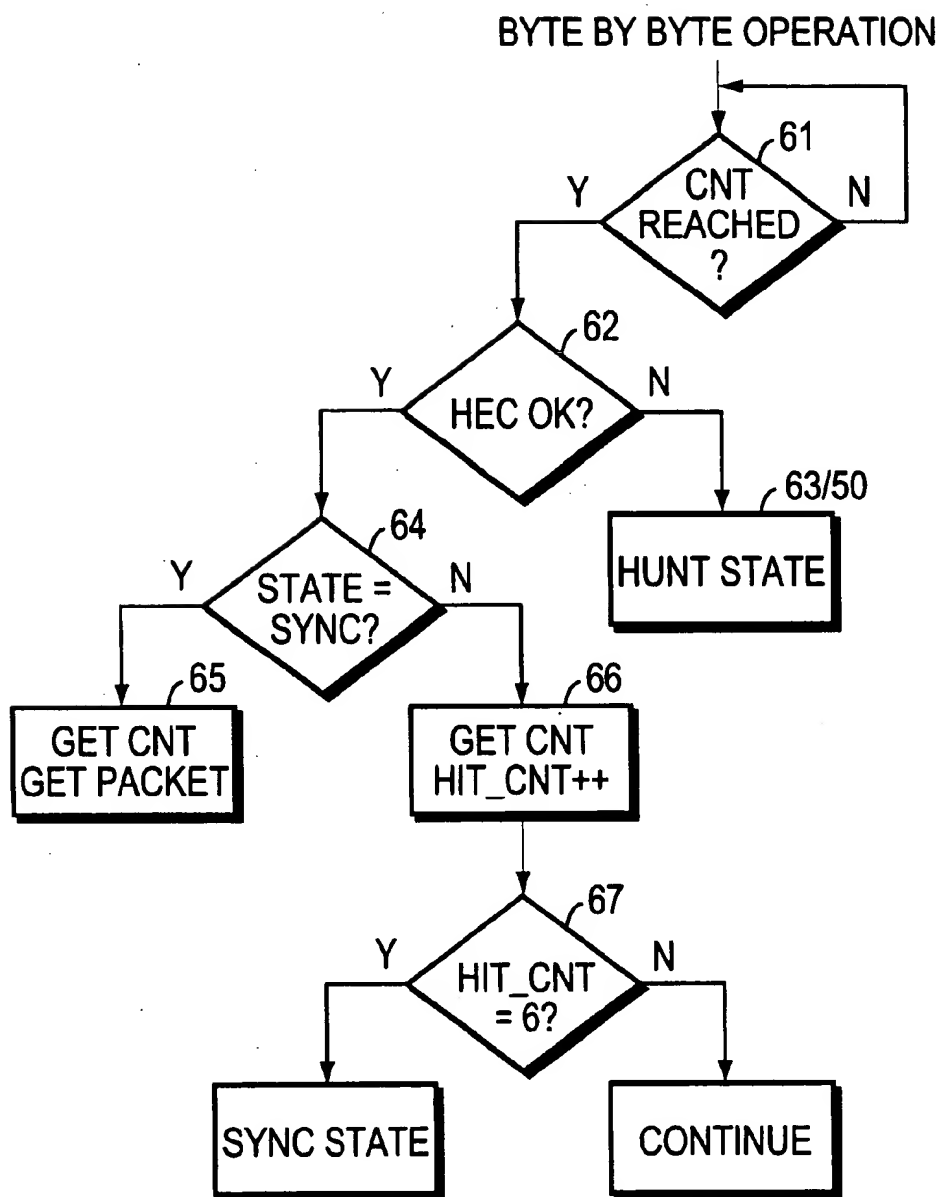 BYTE BY BYTE OPERATION
61
Y
CNT
REACHED
?
N
62
Y
HEC OK?
N
63/50
HUNT STATE
64
Y
STATE =
SYNC?
N
65
GET CNT
GET PACKET
66
GET CNT
HIT_CNT++
67
Y
HIT_CNT
= 6?
N
SYNC STATE
CONTINUE